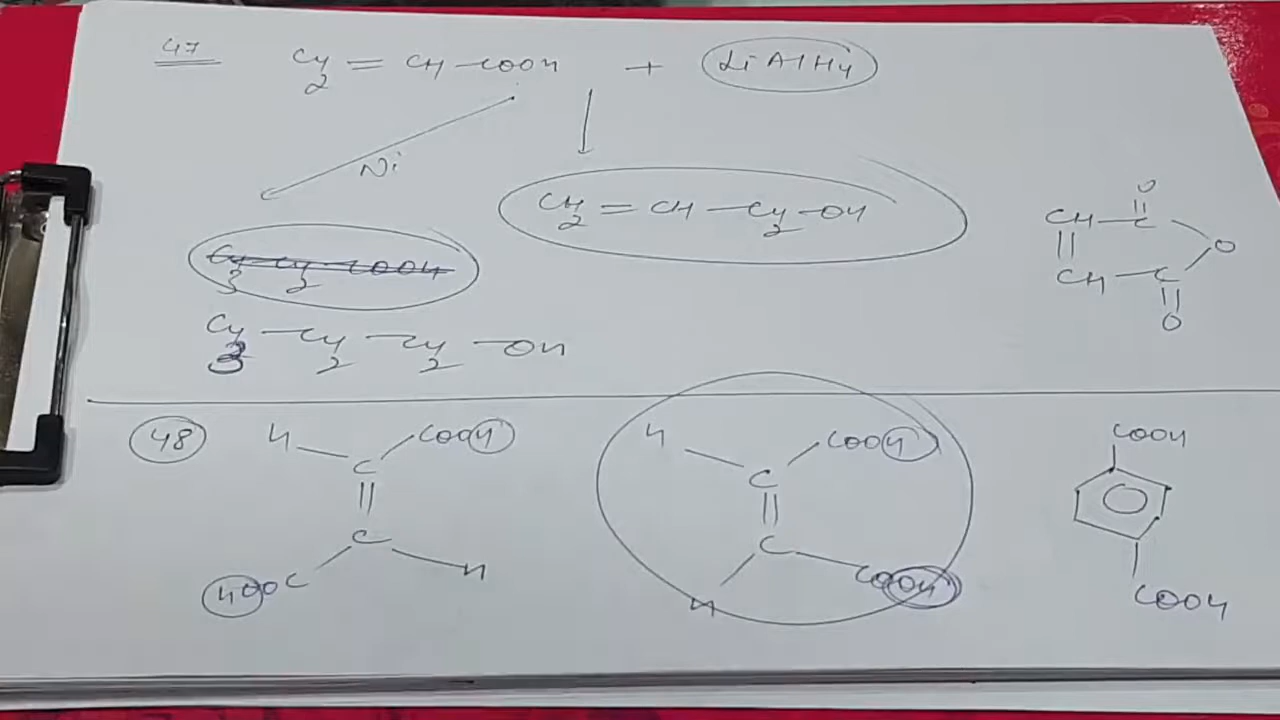 47 CH2 = CH - COOH + LiAlH4
Ni
CH2 = CH - CH2 - OH
CH3 - CH2 - COOH
CH3 - CH2 - CH2 - OH
O
CH - C
|| O
CH - C
O
48 H COOH H COOH COOH
C C
|| ||
C C
HOOC H H COOH COOH